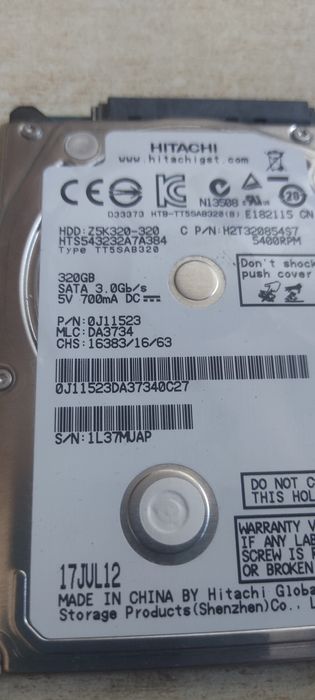 HITACHI
www.hitachigst.com
CE
N13508
20
D33373 HTB-TT5SAB320(B) E182115 CN
HDD: Z5K320-320 C P/N: H2T320854S7
HTS543232A7A384 5400RPM
Type TT5SAB320
320GB
SATA 3.0Gb/s
5V 700mA DC
Don't shock
push cover
P/N: 0J11523
MLC: DA3734
CHS: 16383/16/63
0J11523DA37340C27
S/N: 1L37MUAP
DO NOT C
THIS HOL
WARRANTY V
IF ANY LAB
SCREW IS R
OR BROKEN
17JUL12
MADE IN CHINA BY Hitachi Globa
Storage Products(Shenzhen)Co., L